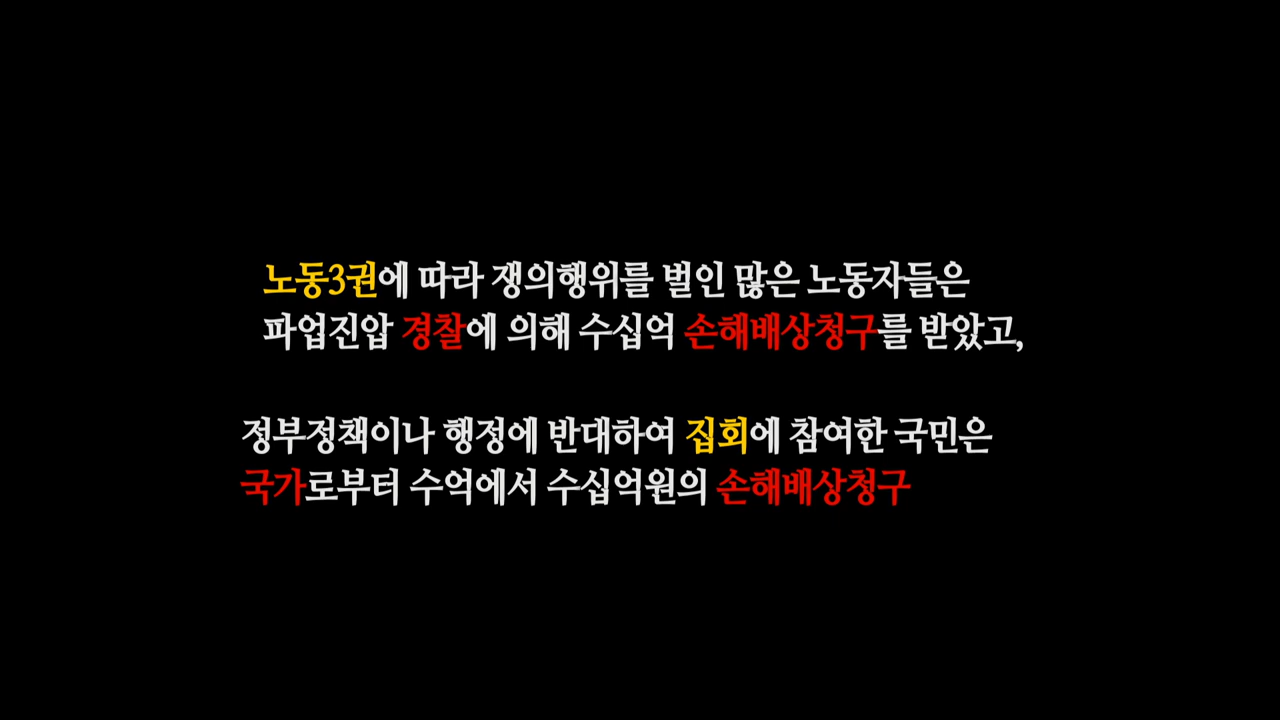 노동3권에 따라 쟁의행위를 벌인 많은 노동자들은
파업진압 경찰에 의해 수십억 손해배상청구를 받았고,
정부정책이나 행정에 반대하여 집회에 참여한 국민은
국가로부터 수억에서 수십억원의 손해배상청구